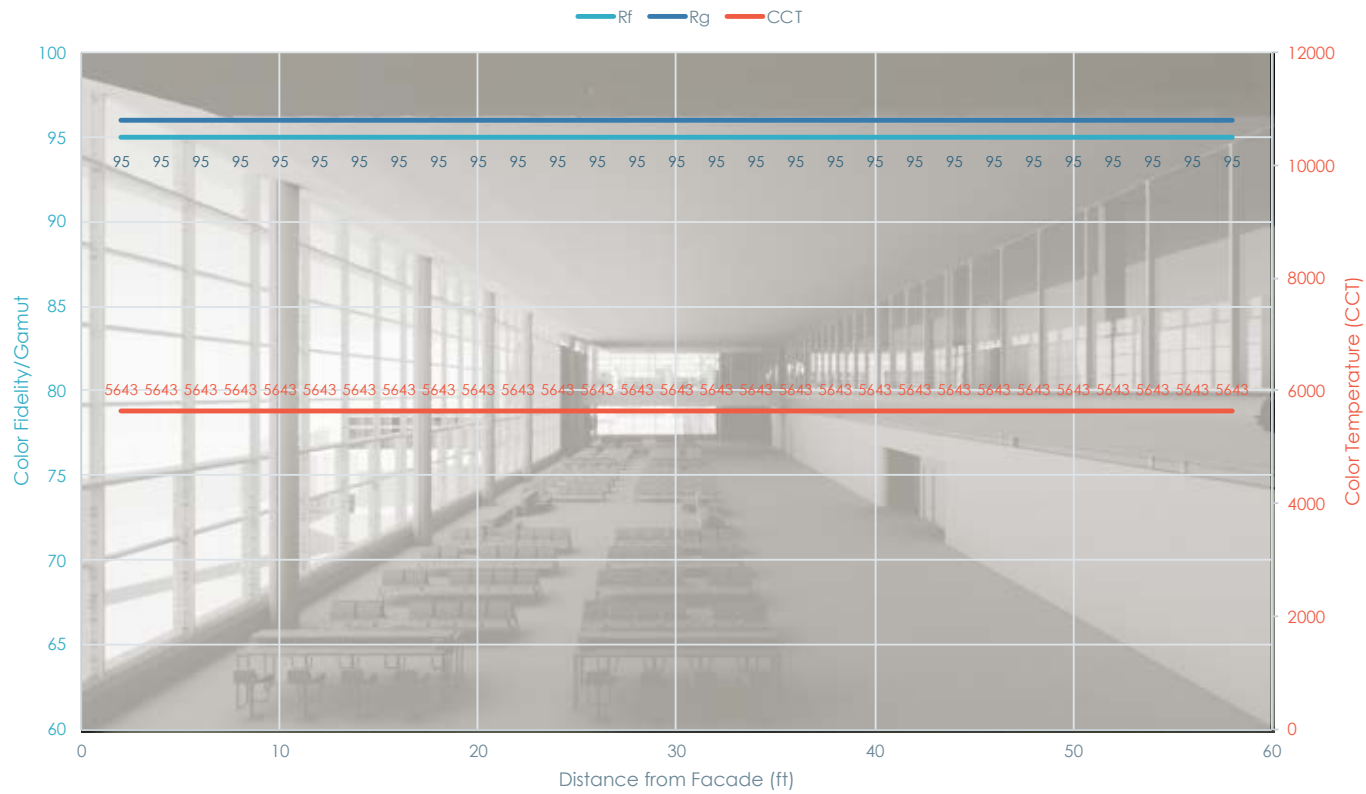 Rf Rg CCT
100
95
90
85
80
75
70
65
60
Color Fidelity/Gamut
12000
10000
8000
6000
4000
2000
0
Color Temperature (CCT)
95 95 95 95 95 95 95 95 95 95 95 95 95 95 95 95 95 95 95 95 95 95 95 95 95 95 95 95 95
5643 5643 5643 5643 5643 5643 5643 5643 5643 5643 5643 5643 5643 5643 5643 5643 5643 5643 5643 5643 5643 5643 5643 5643 5643 5643 5643 5643 5643
0 10 20 30 40 50 60
Distance from Facade (ft)